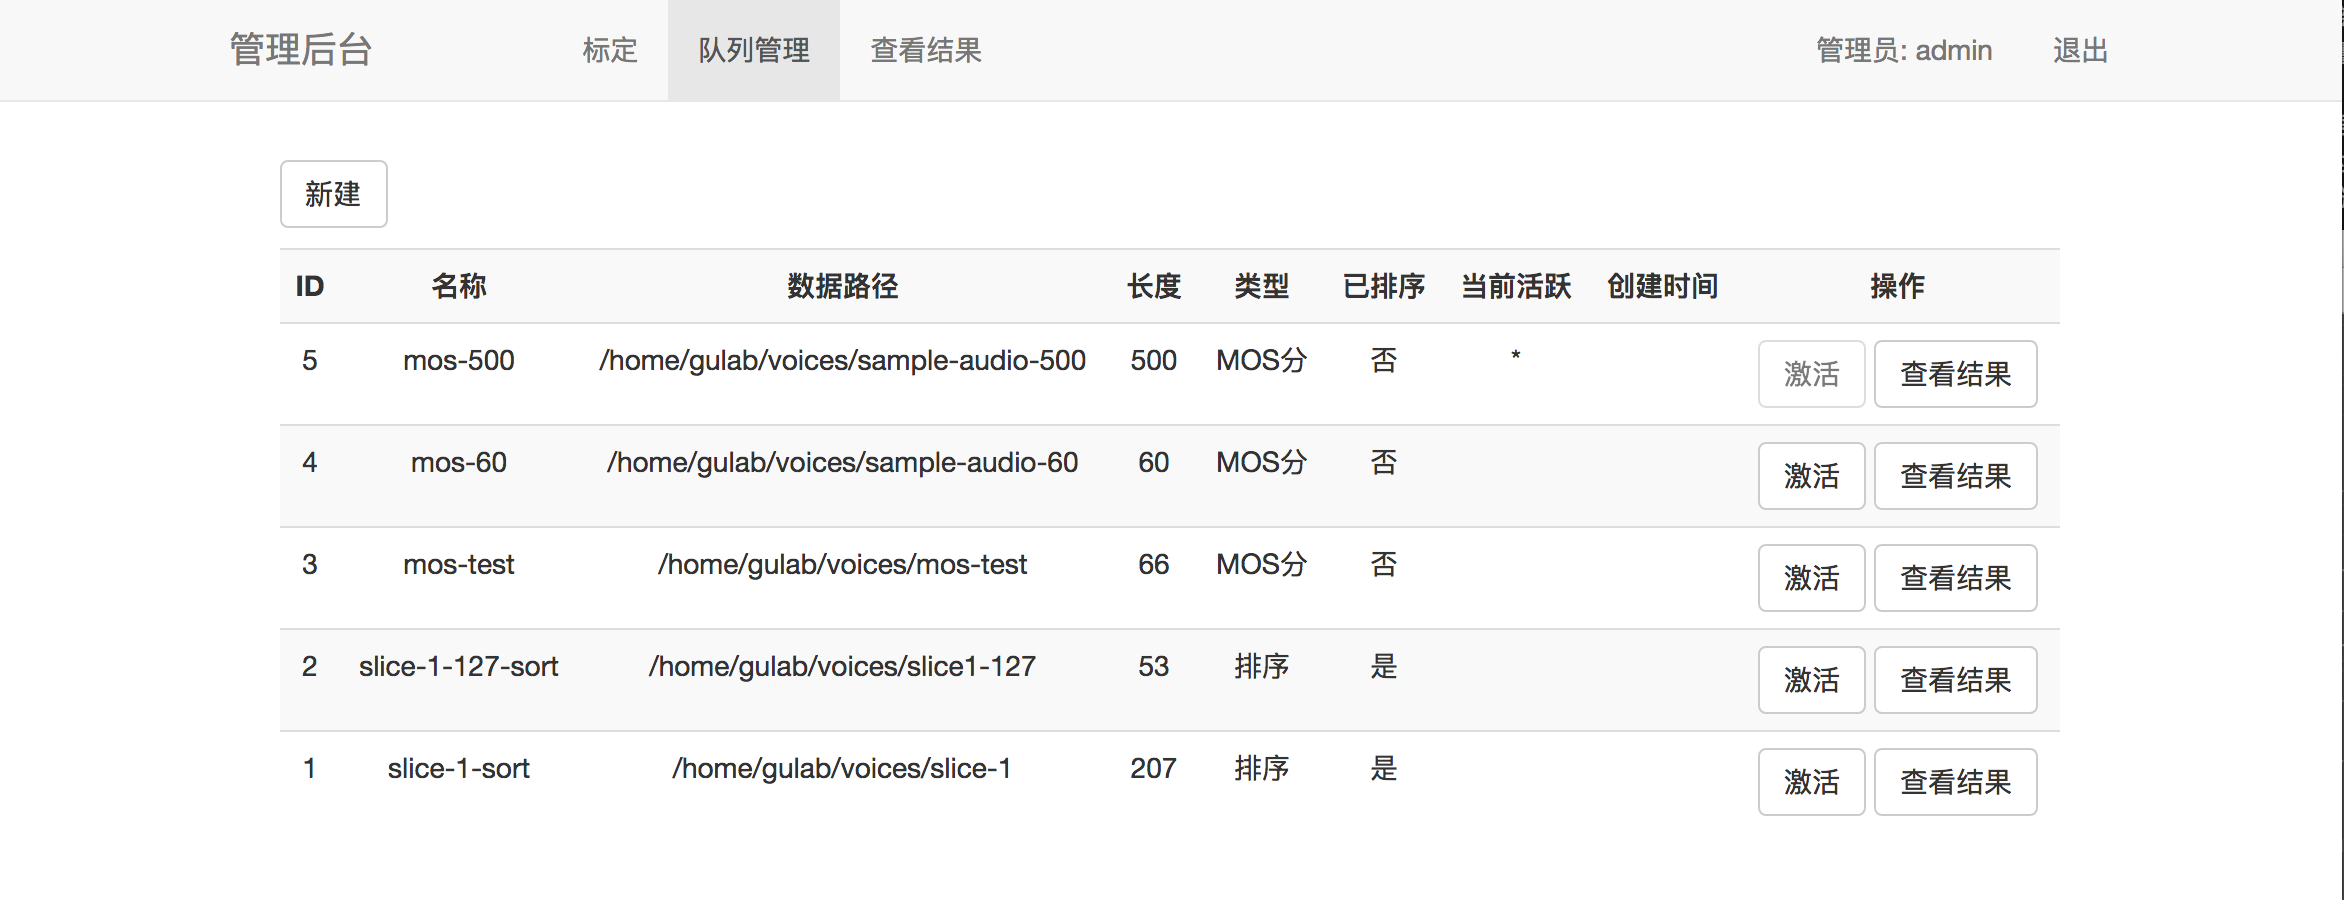 管理后台 标定 队列管理 查看结果 管理员: admin 退出
新建
ID 名称 数据路径 长度 类型 已排序 当前活跃 创建时间 操作
5 mos-500 /home/gulab/voices/sample-audio-500 500 MOS分 否 * 激活 查看结果
4 mos-60 /home/gulab/voices/sample-audio-60 60 MOS分 否 激活 查看结果
3 mos-test /home/gulab/voices/mos-test 66 MOS分 否 激活 查看结果
2 slice-1-127-sort /home/gulab/voices/slice1-127 53 排序 是 激活 查看结果
1 slice-1-sort /home/gulab/voices/slice-1 207 排序 是 激活 查看结果